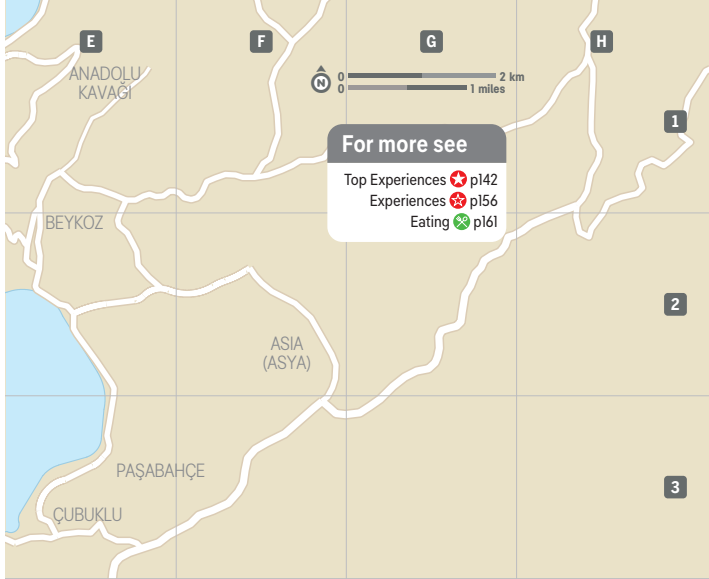 E
F
G
H
ANADOLU
KAVAĞI
N
0
2 km
0
1 miles
1
For more see
Top Experiences p142
Experiences p156
Eating p161
BEYKOZ
2
ASIA
(ASYA)
PAŞABAHÇE
3
ÇUBUKLU